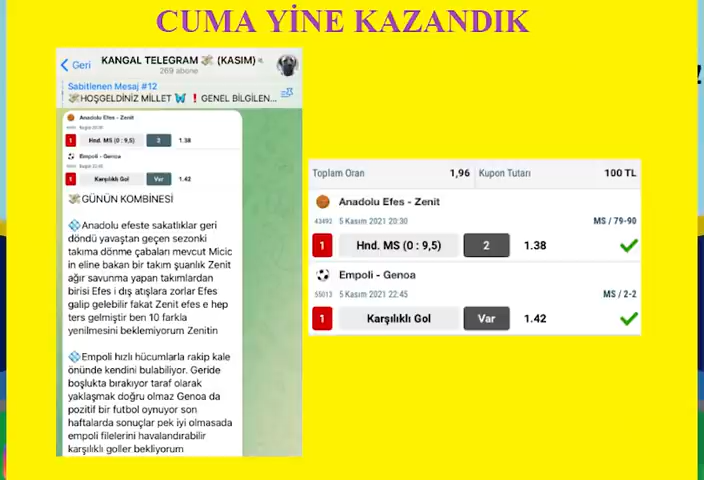 CUMA YİNE KAZANDIK
Geri
KANGAL TELEGRAM 💸 (KASIM)
269 abone
Sabitlenen Mesaj #12
💸HOŞGELDİNİZ MİLLET 🦋 ❗ GENEL BİLGİLEN...
Anadolu Efes - Zenit
1 Hnd. MS (0 : 9,5) 2 1.38
Empoli - Genoa
1 Karşılıklı Gol Var 1.42
💸GÜNÜN KOMBİNESİ
💠Anadolu efeste sakatlıklar geri
döndü yavaştan geçen sezonki
takıma dönme çabaları mevcut Micic
in eline bakan bir takım şuanlık Zenit
ağır savunma yapan takımlardan
birisi Efes i dış atışlara zorlar Efes
galip gelebilir fakat Zenit efes e hep
ters gelmiştir ben 10 farkla
yenilmesini beklemiyorum Zenitin
💠Empoli hızlı hücumlarla rakip kale
önünde kendini bulabiliyor. Geride
boşlukta bırakıyor taraf olarak
yaklaşmak doğru olmaz Genoa da
pozitif bir futbol oynuyor son
haftalarda sonuçlar pek iyi olmasada
empoli filelerini havalandırabilir
karşılıklı goller bekliyorum
Toplam Oran 1,96 Kupon Tutarı 100 TL
Anadolu Efes - Zenit
43492 5 Kasım 2021 20:30 MS / 79-90
1 Hnd. MS (0 : 9,5) 2 1.38
Empoli - Genoa
55013 5 Kasım 2021 22:45 MS / 2-2
1 Karşılıklı Gol Var 1.42